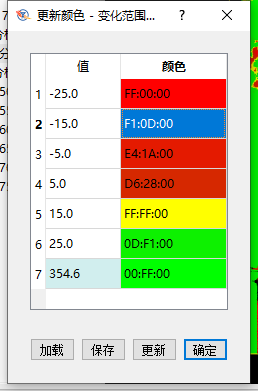 更新颜色 - 变化范围... ? ×
值 颜色
1 -25.0 FF:00:00
2 -15.0 F1:0D:00
3 -5.0 E4:1A:00
4 5.0 D6:28:00
5 15.0 FF:FF:00
6 25.0 0D:F1:00
7 354.6 00:FF:00
加载 保存 更新 确定